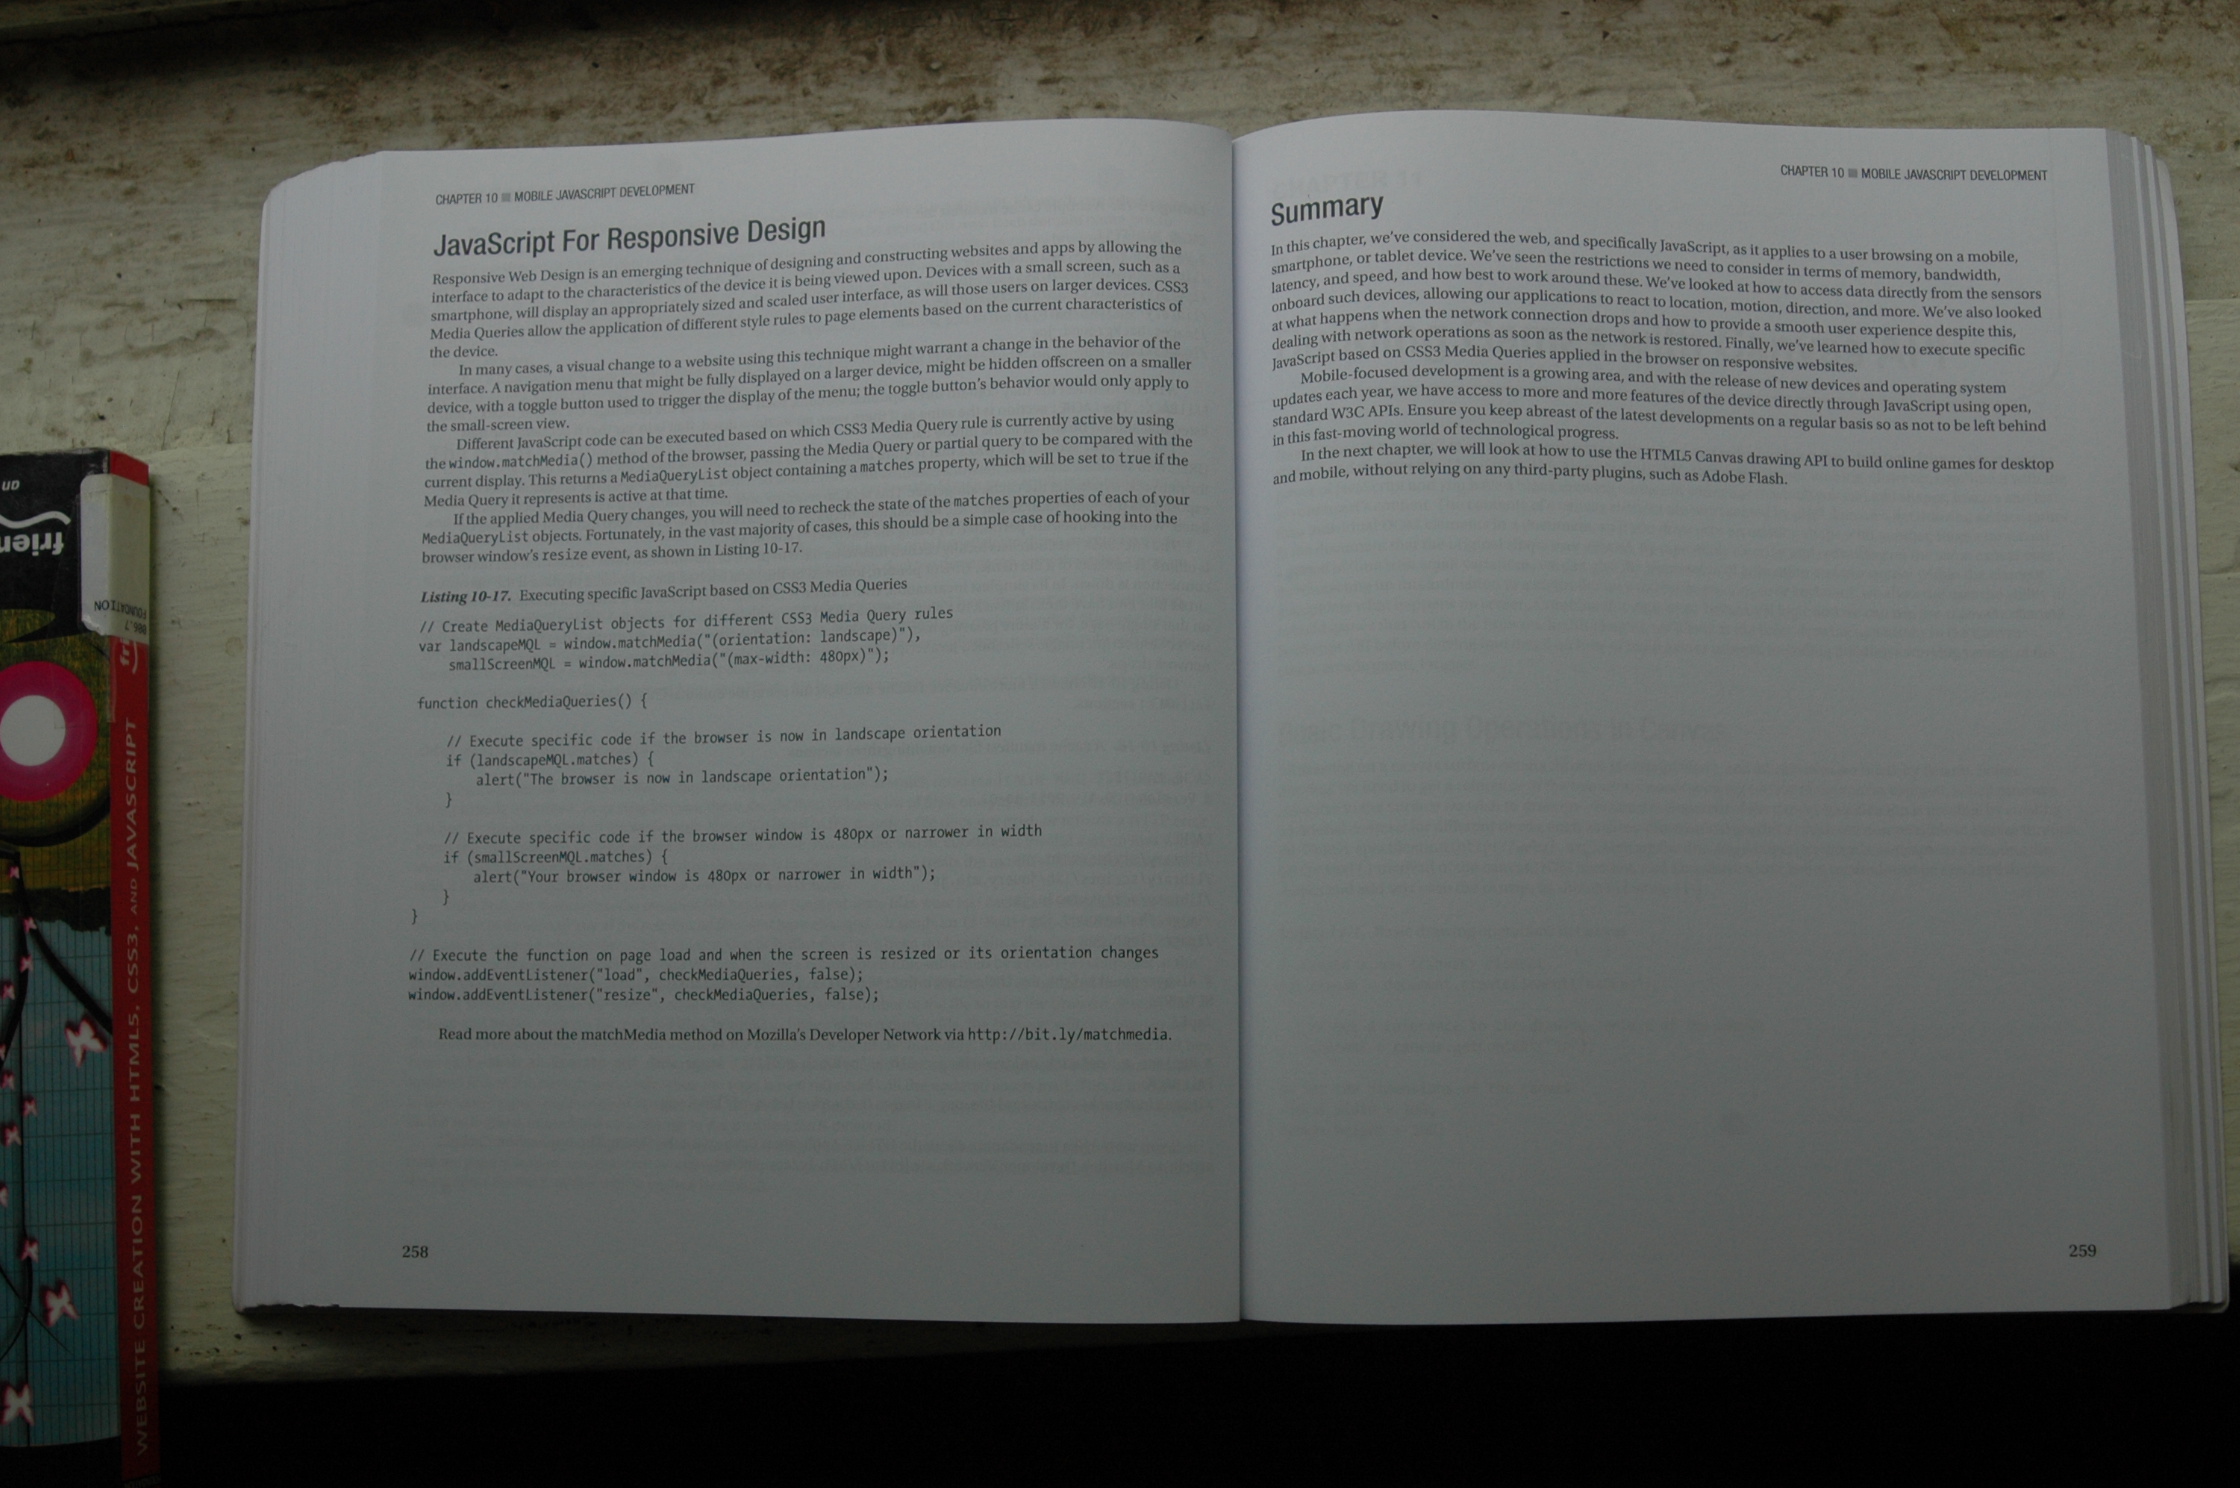 CHAPTER 10 ■ MOBILE JAVASCRIPT DEVELOPMENT
JavaScript For Responsive Design
Responsive Web Design is an emerging technique of designing and constructing websites and apps by allowing the
interface to adapt to the characteristics of the device it is being viewed upon. Devices with a small screen, such as a
smartphone, will display an appropriately sized and scaled user interface, as will those users on larger devices. CSS3
Media Queries allow the application of different style rules to page elements based on the current characteristics of
the device.
In many cases, a visual change to a website using this technique might warrant a change in the behavior of the
interface. A navigation menu that might be fully displayed on a larger device, might be hidden offscreen on a smaller
device, with a toggle button used to trigger the display of the menu; the toggle button's behavior would only apply to
the small-screen view.
Different JavaScript code can be executed based on which CSS3 Media Query rule is currently active by using
the window.matchMedia() method of the browser, passing the Media Query or partial query to be compared with the
current display. This returns a MediaQueryList object containing a matches property, which will be set to true if the
Media Query it represents is active at that time.
If the applied Media Query changes, you will need to recheck the state of the matches properties of each of your
MediaQueryList objects. Fortunately, in the vast majority of cases, this should be a simple case of hooking into the
browser window's resize event, as shown in Listing 10-17.
Listing 10-17. Executing specific JavaScript based on CSS3 Media Queries
// Create MediaQueryList objects for different CSS3 Media Query rules
var landscapeMQL = window.matchMedia("(orientation: landscape)"),
smallScreenMQL = window.matchMedia("(max-width: 480px)");
function checkMediaQueries() {
// Execute specific code if the browser is now in landscape orientation
if (landscapeMQL.matches) {
alert("The browser is now in landscape orientation");
}
// Execute specific code if the browser window is 480px or narrower in width
if (smallScreenMQL.matches) {
alert("Your browser window is 480px or narrower in width");
}
}
// Execute the function on page load and when the screen is resized or its orientation changes
window.addEventListener("load", checkMediaQueries, false);
window.addEventListener("resize", checkMediaQueries, false);
Read more about the matchMedia method on Mozilla's Developer Network via http://bit.ly/matchmedia.
258
CHAPTER 10 ■ MOBILE JAVASCRIPT DEVELOPMENT
Summary
In this chapter, we've considered the web, and specifically JavaScript, as it applies to a user browsing on a mobile,
smartphone, or tablet device. We've seen the restrictions we need to consider in terms of memory, bandwidth,
latency, and speed, and how best to work around these. We've looked at how to access data directly from the sensors
onboard such devices, allowing our applications to react to location, motion, direction, and more. We've also looked
at what happens when the network connection drops and how to provide a smooth user experience despite this,
dealing with network operations as soon as the network is restored. Finally, we've learned how to execute specific
JavaScript based on CSS3 Media Queries applied in the browser on responsive websites.
Mobile-focused development is a growing area, and with the release of new devices and operating system
updates each year, we have access to more and more features of the device directly through JavaScript using open,
standard W3C APIs. Ensure you keep abreast of the latest developments on a regular basis so as not to be left behind
in this fast-moving world of technological progress.
In the next chapter, we will look at how to use the HTML5 Canvas drawing API to build online games for desktop
and mobile, without relying on any third-party plugins, such as Adobe Flash.
259
WEBSITE CREATION WITH HTML5, CSS3, AND JAVASCRIPT
FOUNDATION
006.7
frien